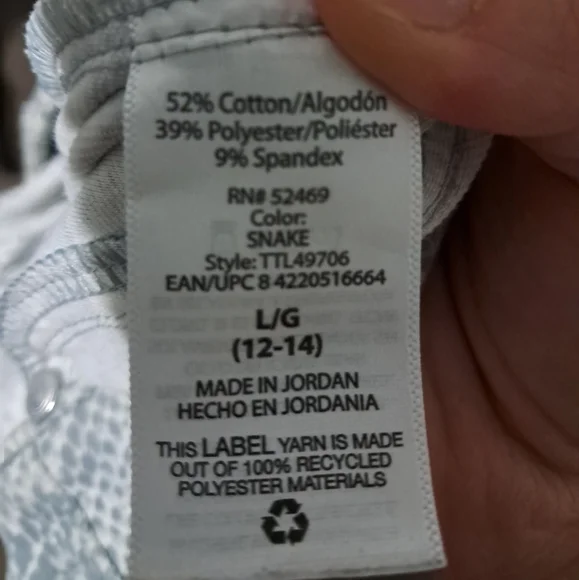 52% Cotton/Algodón
39% Polyester/Poliéster
9% Spandex
RN# 52469
Color:
SNAKE
Style: TTL49706
EAN/UPC 8 4220516664
L/G
(12-14)
MADE IN JORDAN
HECHO EN JORDANIA
THIS LABEL YARN IS MADE
OUT OF 100% RECYCLED
POLYESTER MATERIALS